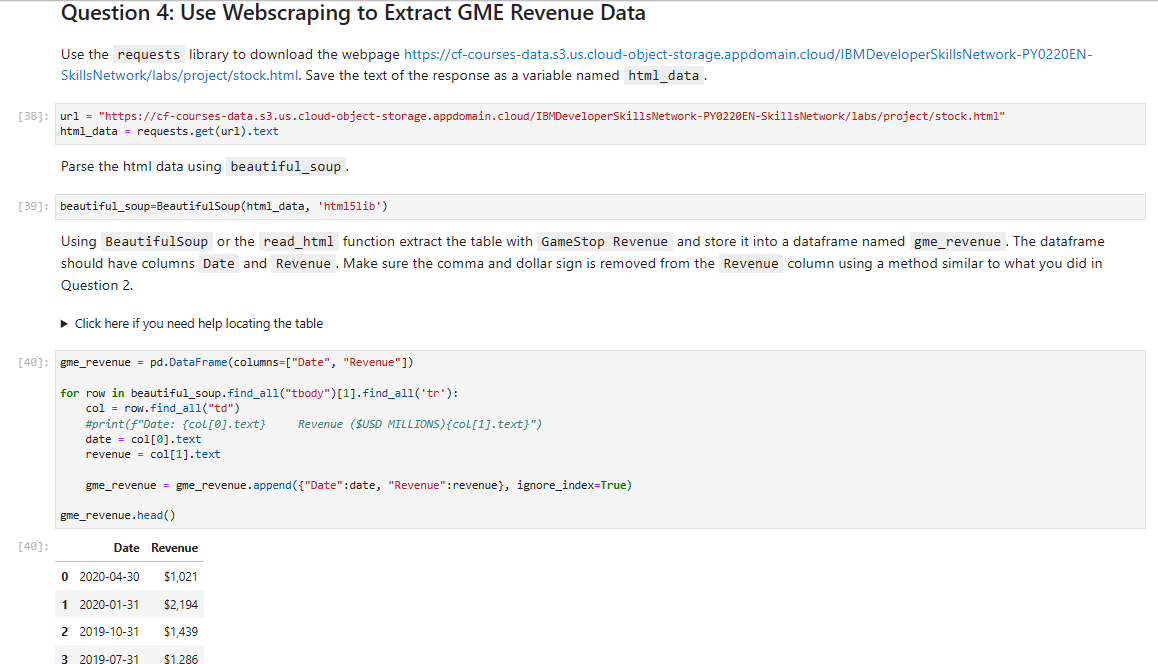 Question 4: Use Webscraping to Extract GME Revenue Data
Use the requests library to download the webpage https://cf-courses-data.s3.us.cloud-object-storage.appdomain.cloud/IBMDeveloperSkillsNetwork-PY0220EN-
SkillsNetwork/labs/project/stock.html. Save the text of the response as a variable named html_data.
[38]: url = "https://cf-courses-data.s3.us.cloud-object-storage.appdomain.cloud/IBMDeveloperSkillsNetwork-PY0220EN-SkillsNetwork/labs/project/stock.html"
html_data = requests.get(url).text
Parse the html data using beautiful_soup.
[39]: beautiful_soup=BeautifulSoup(html_data, 'html5lib')
Using BeautifulSoup or the read_html function extract the table with GameStop Revenue and store it into a dataframe named gme_revenue. The dataframe
should have columns Date and Revenue. Make sure the comma and dollar sign is removed from the Revenue column using a method similar to what you did in
Question 2.
▶ Click here if you need help locating the table
[40]: gme_revenue = pd.DataFrame(columns=["Date", "Revenue"])
for row in beautiful_soup.find_all("tbody")[1].find_all('tr'):
    col = row.find_all("td")
    #print(f"Date: {col[0].text}     Revenue ($USD MILLIONS){col[1].text}")
    date = col[0].text
    revenue = col[1].text
    gme_revenue = gme_revenue.append({"Date":date, "Revenue":revenue}, ignore_index=True)
gme_revenue.head()
[40]: Date Revenue
0 2020-04-30 $1,021
1 2020-01-31 $2,194
2 2019-10-31 $1,439
3 2019-07-31 $1,286